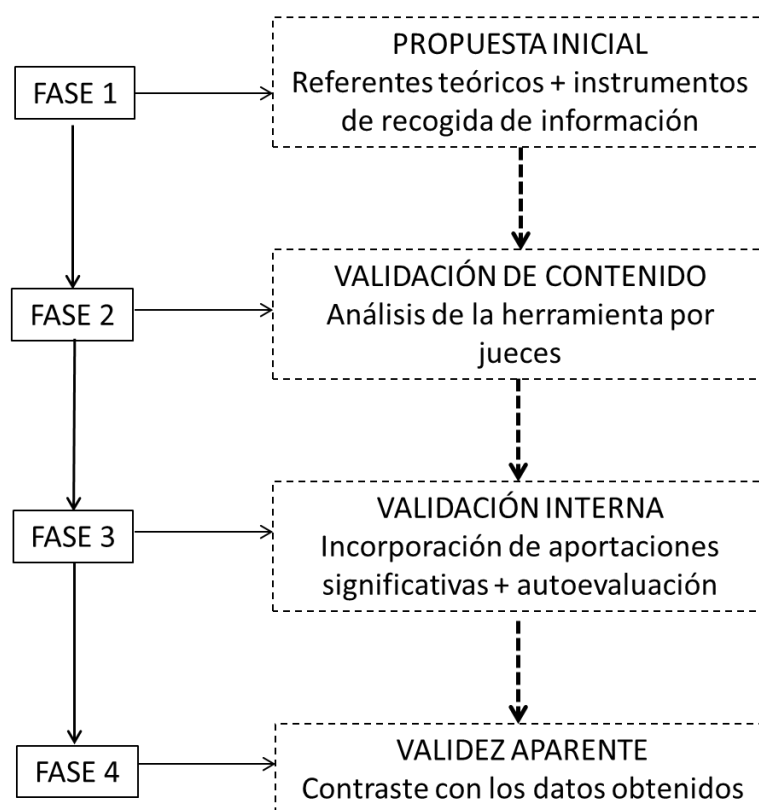 FASE 1
PROPUESTA INICIAL
Referentes teóricos + instrumentos
de recogida de información
FASE 2
VALIDACIÓN DE CONTENIDO
Análisis de la herramienta por
jueces
FASE 3
VALIDACIÓN INTERNA
Incorporación de aportaciones
significativas + autoevaluación
FASE 4
VALIDEZ APARENTE
Contraste con los datos obtenidos